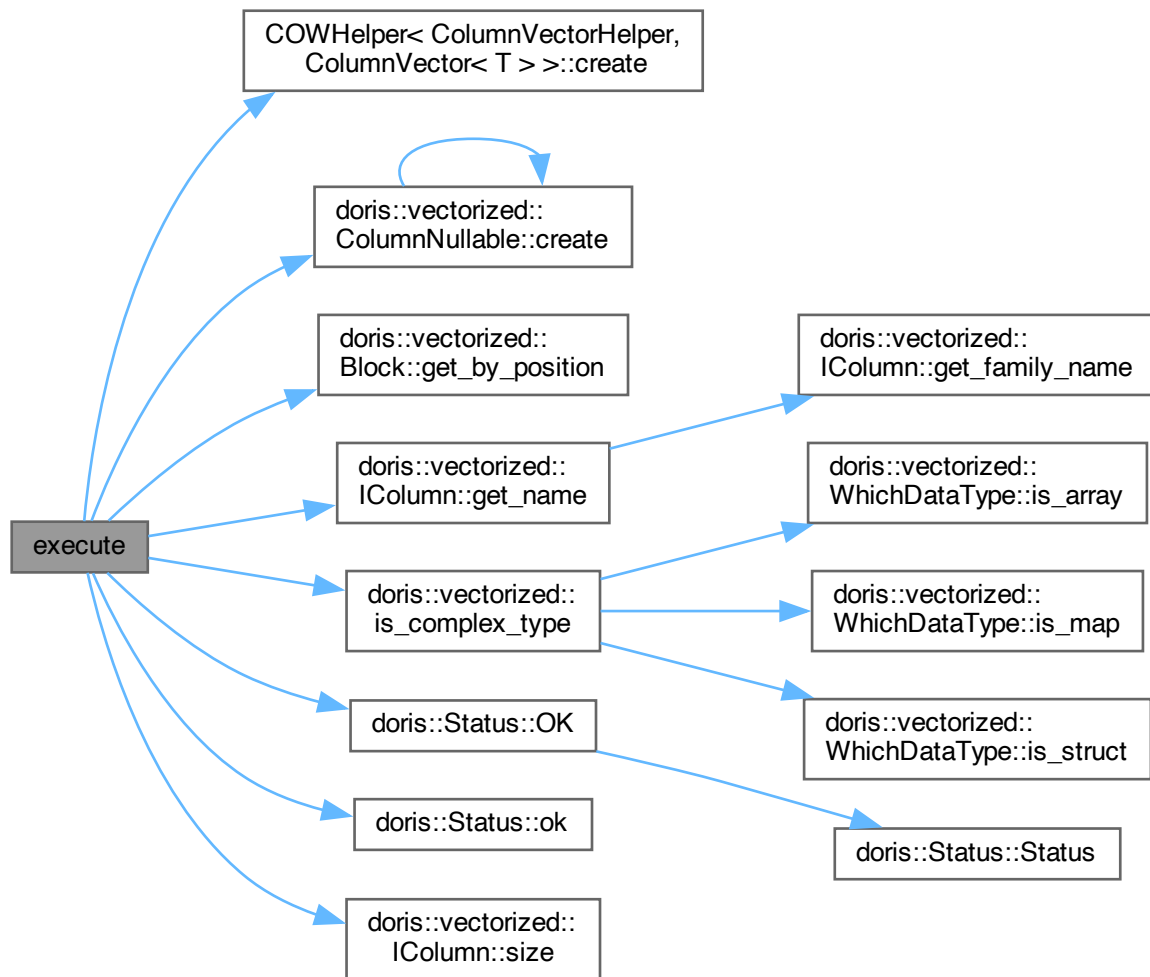 COWHelper< ColumnVectorHelper,
ColumnVector< T > >::create
doris::vectorized::
ColumnNullable::create
doris::vectorized::
Block::get_by_position
doris::vectorized::
IColumn::get_family_name
doris::vectorized::
IColumn::get_name
doris::vectorized::
WhichDataType::is_array
execute
doris::vectorized::
is_complex_type
doris::vectorized::
WhichDataType::is_map
doris::Status::OK
doris::vectorized::
WhichDataType::is_struct
doris::Status::ok
doris::Status::Status
doris::vectorized::
IColumn::size